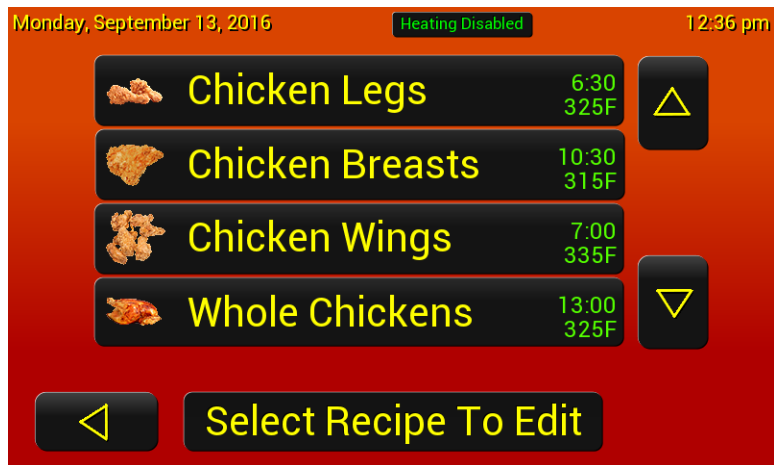 Monday, September 13, 2016 Heating Disabled 12:36 pm
Chicken Legs 6:30
325F
Chicken Breasts 10:30
315F
Chicken Wings 7:00
335F
Whole Chickens 13:00
325F
Select Recipe To Edit